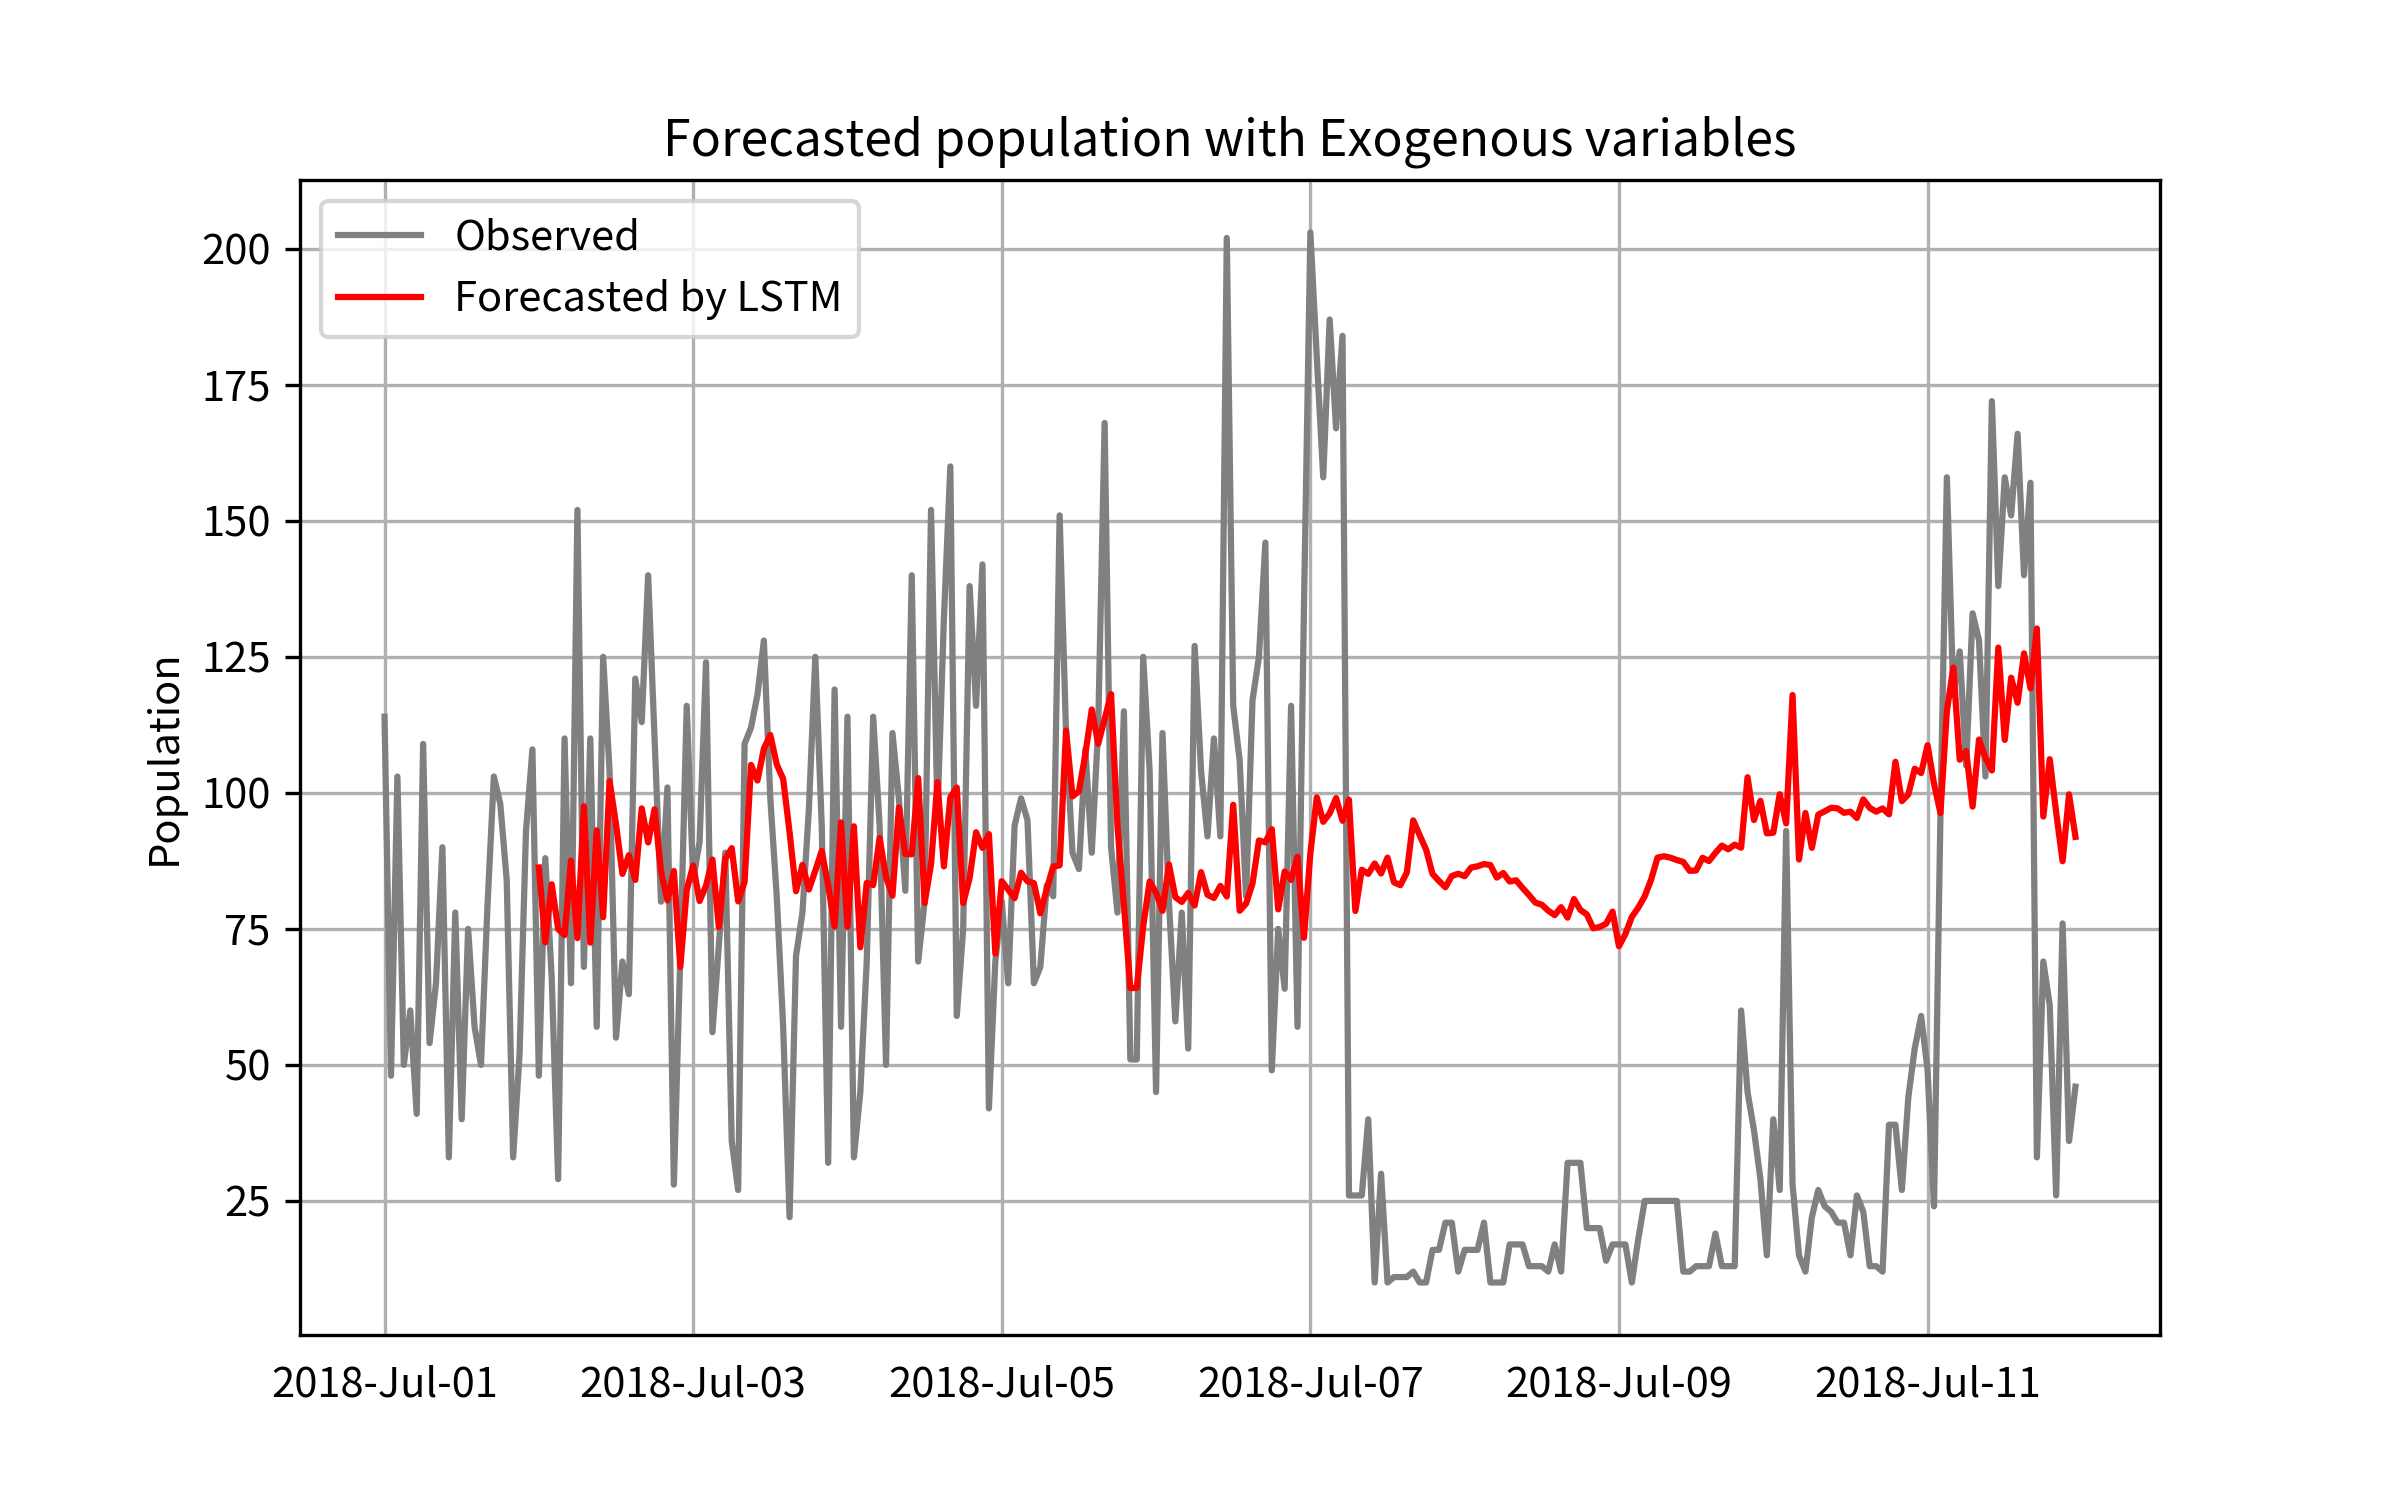 Forecasted population with Exogenous variables
Observed
Forecasted by LSTM
200
175
150
125
100
75
50
25
Population
2018-Jul-01
2018-Jul-03
2018-Jul-05
2018-Jul-07
2018-Jul-09
2018-Jul-11